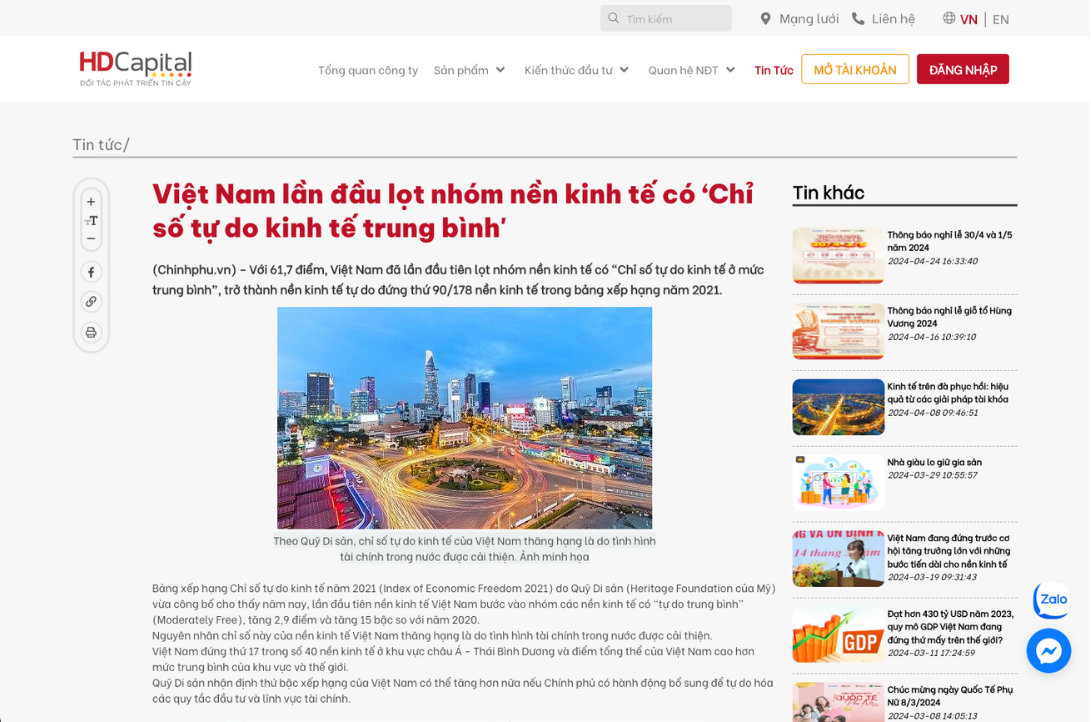 Tìm kiếm
Mạng lưới
Liên hệ
VN | EN
HDCapital
ĐỐI TÁC PHÁT TRIỂN TIN CẬY
Tổng quan công ty
Sản phẩm
Kiến thức đầu tư
Quan hệ NĐT
Tin Tức
MỞ TÀI KHOẢN
ĐĂNG NHẬP
Tin tức/
+
TT
−
Việt Nam lần đầu lọt nhóm nền kinh tế có ‘Chỉ
số tự do kinh tế trung bình’
(Chinhphu.vn) - Với 61,7 điểm, Việt Nam đã lần đầu tiên lọt nhóm nền kinh tế có “Chỉ số tự do kinh tế ở mức
trung bình”, trở thành nền kinh tế tự do đứng thứ 90/178 nền kinh tế trong bảng xếp hạng năm 2021.
Theo Quỹ Di sản, chỉ số tự do kinh tế của Việt Nam thăng hạng là do tình hình
tài chính trong nước được cải thiện. Ảnh minh họa
Bảng xếp hạng Chỉ số tự do kinh tế năm 2021 (Index of Economic Freedom 2021) do Quỹ Di sản (Heritage Foundation của Mỹ)
vừa công bố cho thấy năm nay, lần đầu tiên nền kinh tế Việt Nam bước vào nhóm các nền kinh tế có “tự do trung bình”
(Moderately Free), tăng 2,9 điểm và tăng 15 bậc so với năm 2020.
Nguyên nhân chỉ số này của nền kinh tế Việt Nam thăng hạng là do tình hình tài chính trong nước được cải thiện.
Việt Nam đứng thứ 17 trong số 40 nền kinh tế ở khu vực châu Á - Thái Bình Dương và điểm tổng thể của Việt Nam cao hơn
mức trung bình của khu vực và thế giới.
Quỹ Di sản nhận định thứ bậc xếp hạng của Việt Nam có thể tăng hơn nữa nếu Chính phủ có hành động bổ sung để tự do hóa
các quy tắc đầu tư và lĩnh vực tài chính.
Tin khác
Thông báo nghỉ lễ 30/4 và 1/5
năm 2024
2024-04-24 16:33:40
Thông báo nghỉ lễ giỗ tổ Hùng
Vương 2024
2024-04-16 10:39:10
Kinh tế trên đà phục hồi: hiệu
quả từ các giải pháp tài khóa
2024-04-08 09:46:51
Nhà giàu lo giữ gia sản
2024-03-29 10:55:57
Việt Nam đang đứng trước cơ
hội tăng trưởng lớn với những
bước tiến dài cho nền kinh tế
2024-03-19 09:31:43
Đạt hơn 430 tỷ USD năm 2023,
quy mô GDP Việt Nam đang
đứng thứ mấy trên thế giới?
2024-03-11 17:24:59
GDP
Chúc mừng ngày Quốc Tế Phụ
Nữ 8/3/2024
2024-03-08 14:05:13
Zalo